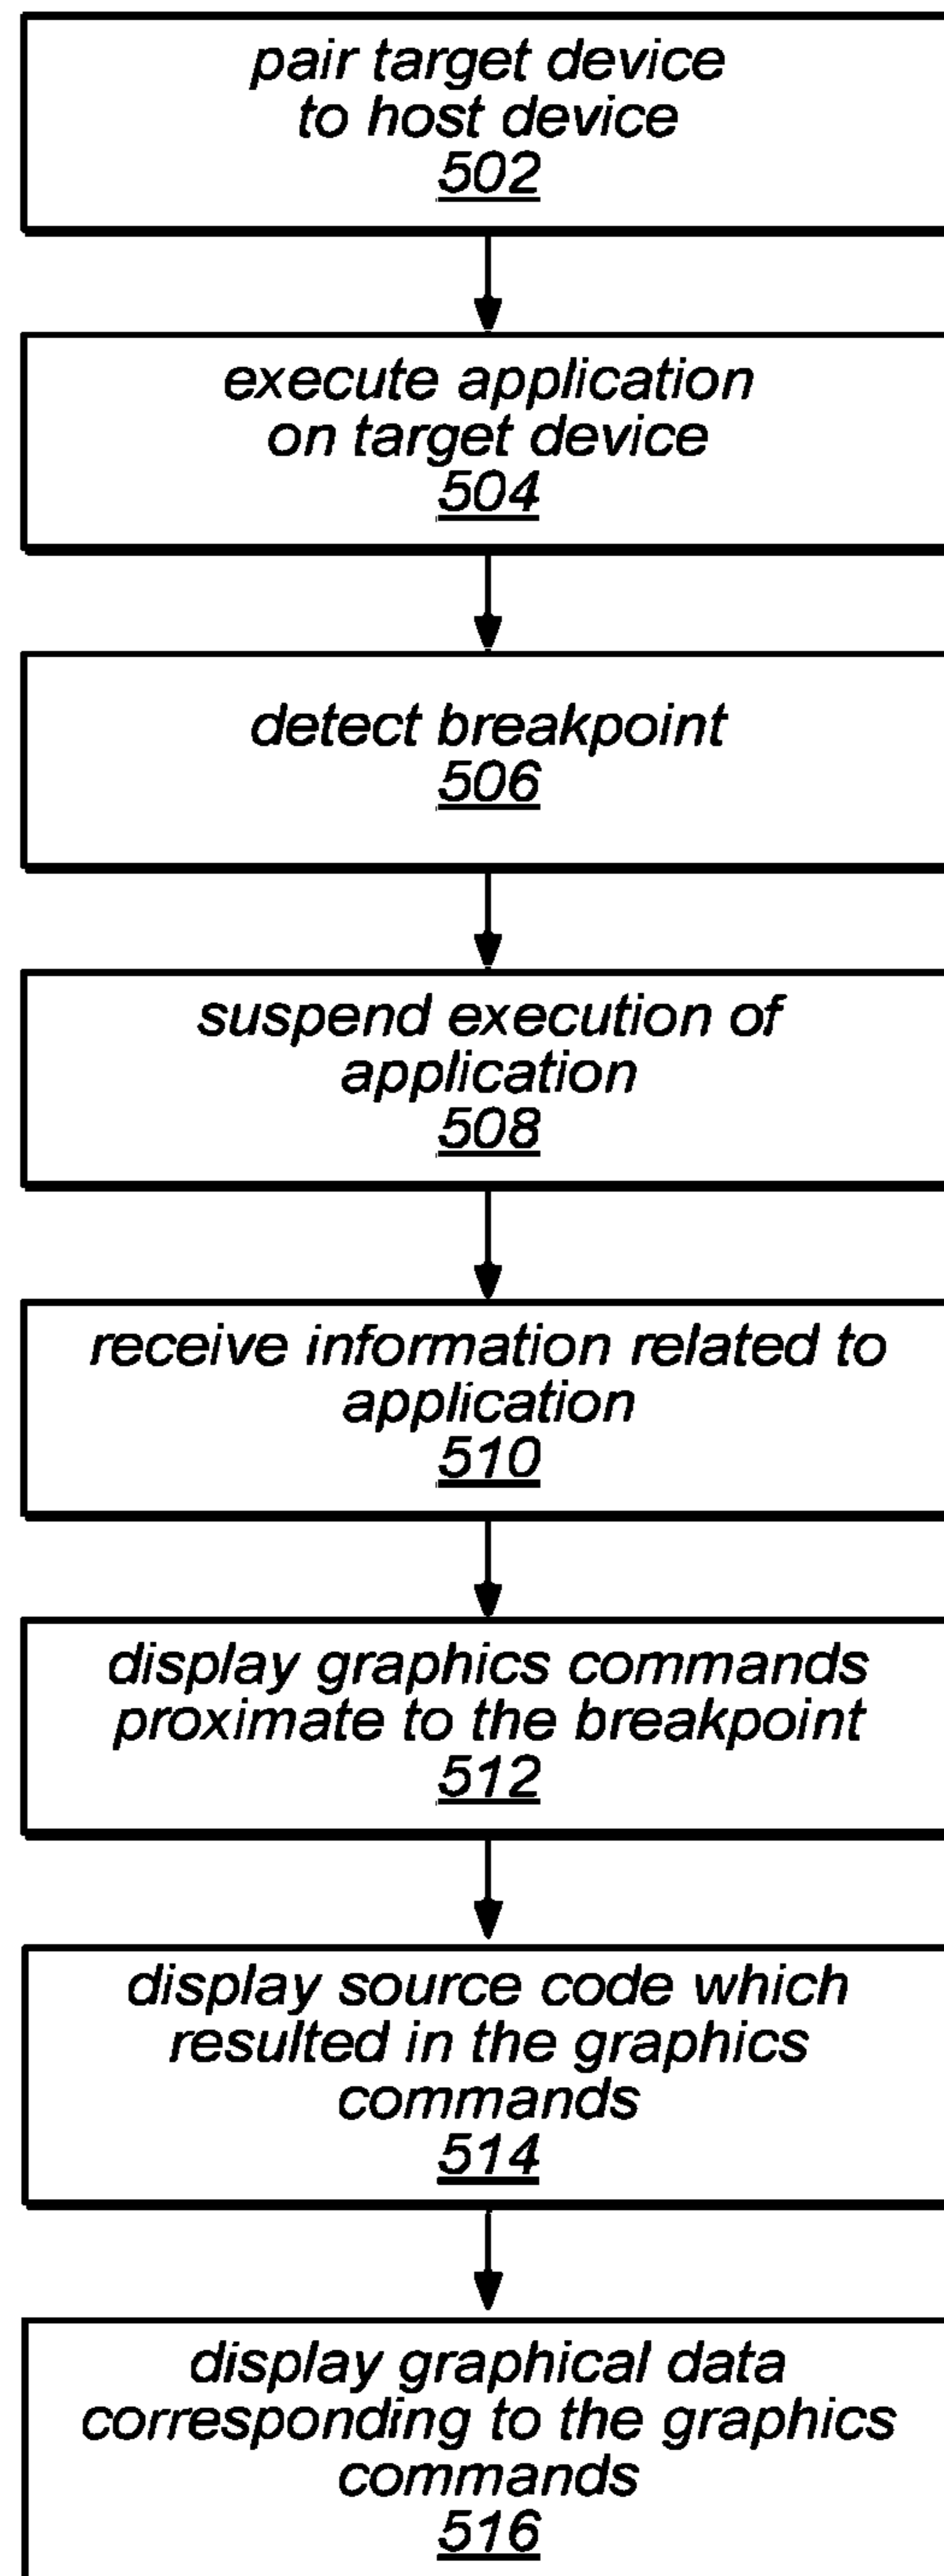 pair target device
to host device
502
execute application
on target device
504
detect breakpoint
506
suspend execution of
application
508
receive information related to
application
510
display graphics commands
proximate to the breakpoint
512
display source code which
resulted in the graphics
commands
514
display graphical data
corresponding to the graphics
commands
516